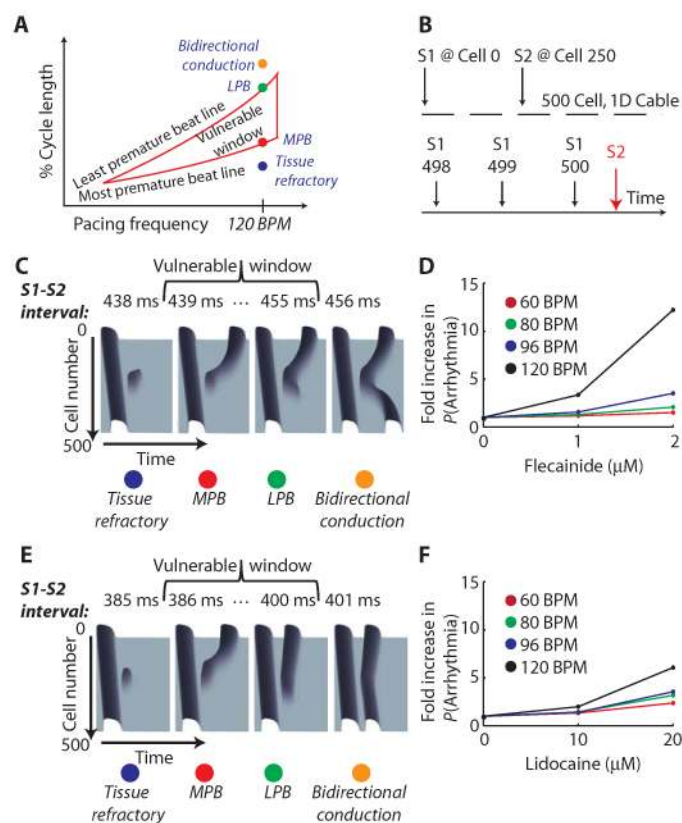 A
% Cycle length
Bidirectional
conduction
LPB
Least premature beat line
Vulnerable
window
MPB
Most premature beat line
Tissue
refractory
Pacing frequency
120 BPM
B
S1 @ Cell 0
S2 @ Cell 250
500 Cell, 1D Cable
S1
498
S1
499
S1
500
S2
Time
C
Vulnerable window
S1-S2
interval:
438 ms
439 ms
...
455 ms
456 ms
0
Cell number
500
Time
Tissue
refractory
MPB
LPB
Bidirectional
conduction
D
Fold increase in
P(Arrhythmia)
15
10
5
0
60 BPM
80 BPM
96 BPM
120 BPM
0
1
2
Flecainide (μM)
E
Vulnerable window
S1-S2
interval:
385 ms
386 ms
...
400 ms
401 ms
0
Cell number
500
Time
Tissue
refractory
MPB
LPB
Bidirectional
conduction
F
Fold increase in
P(Arrhythmia)
15
10
5
0
60 BPM
80 BPM
96 BPM
120 BPM
0
10
20
Lidocaine (μM)